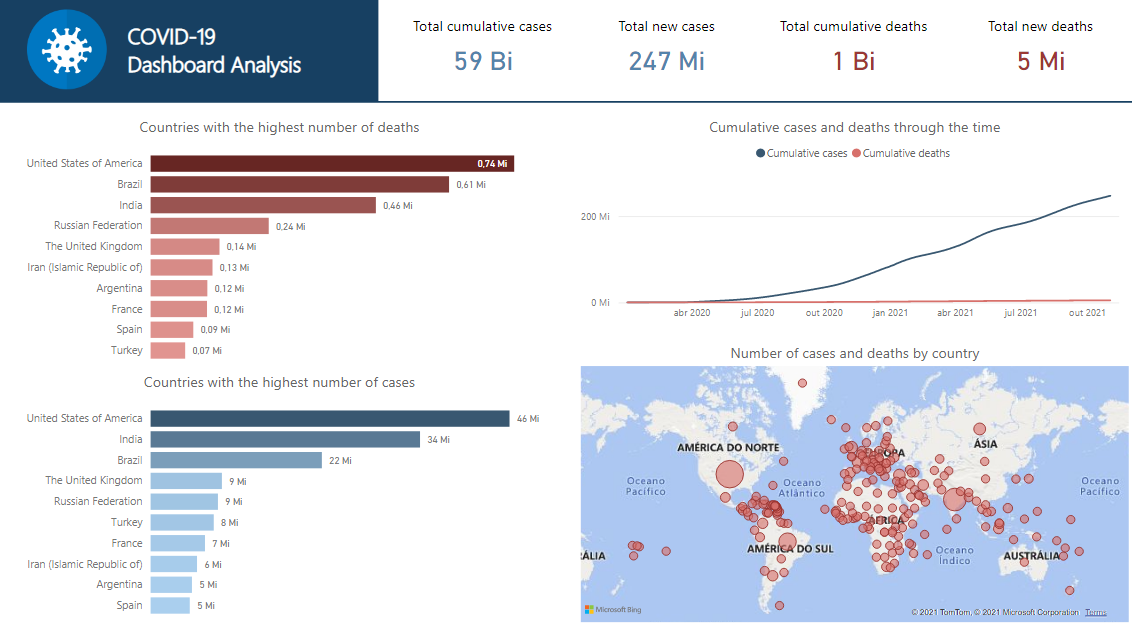 COVID-19
Dashboard Analysis
Total cumulative cases
59 Bi
Total new cases
247 Mi
Total cumulative deaths
1 Bi
Total new deaths
5 Mi
Countries with the highest number of deaths
United States of America 0,74 Mi
Brazil 0,61 Mi
India 0,46 Mi
Russian Federation 0,24 Mi
The United Kingdom 0,14 Mi
Iran (Islamic Republic of) 0,13 Mi
Argentina 0,12 Mi
France 0,12 Mi
Spain 0,09 Mi
Turkey 0,07 Mi
Countries with the highest number of cases
United States of America 46 Mi
India 34 Mi
Brazil 22 Mi
The United Kingdom 9 Mi
Russian Federation 9 Mi
Turkey 8 Mi
France 7 Mi
Iran (Islamic Republic of) 6 Mi
Argentina 5 Mi
Spain 5 Mi
Cumulative cases and deaths through the time
Cumulative cases Cumulative deaths
200 Mi
0 Mi
abr 2020 jul 2020 out 2020 jan 2021 abr 2021 jul 2021 out 2021
Number of cases and deaths by country
AMÉRICA DO NORTE
ÁSIA
Oceano
Pacífico
Oceano
Atlântico
Oceano
Pacífico
ÁFRICA
AMÉRICA DO SUL
Oceano
Índico
ÁLIA
AUSTRÁLIA
Microsoft Bing
© 2021 TomTom, © 2021 Microsoft Corporation Terms